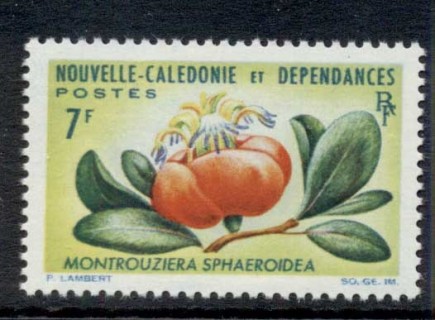 NOUVELLE-CALEDONIE ET DEPENDANCES
POSTES RF
7F
MONTROUZIERA SPHAEROIDEA
P. LAMBERT SO.GE.IM.